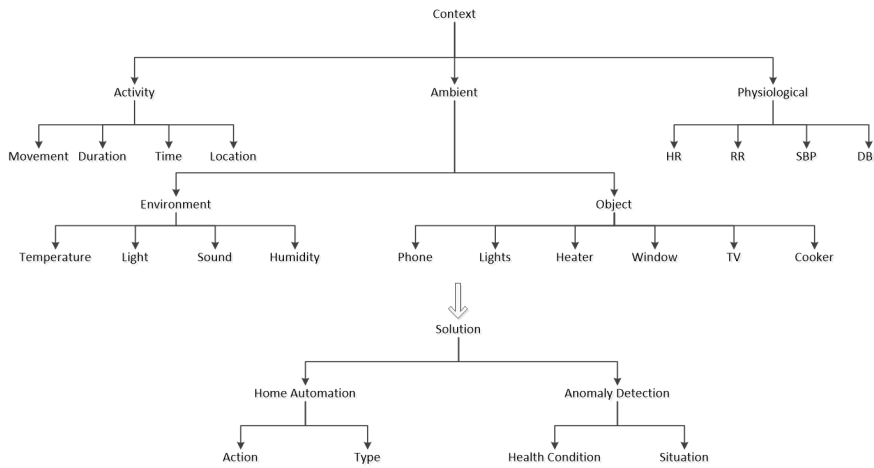 Context
Activity Ambient Physiological
Movement Duration Time Location HR RR SBP DB
Environment Object
Temperature Light Sound Humidity Phone Lights Heater Window TV Cooker
Solution
Home Automation Anomaly Detection
Action Type Health Condition Situation